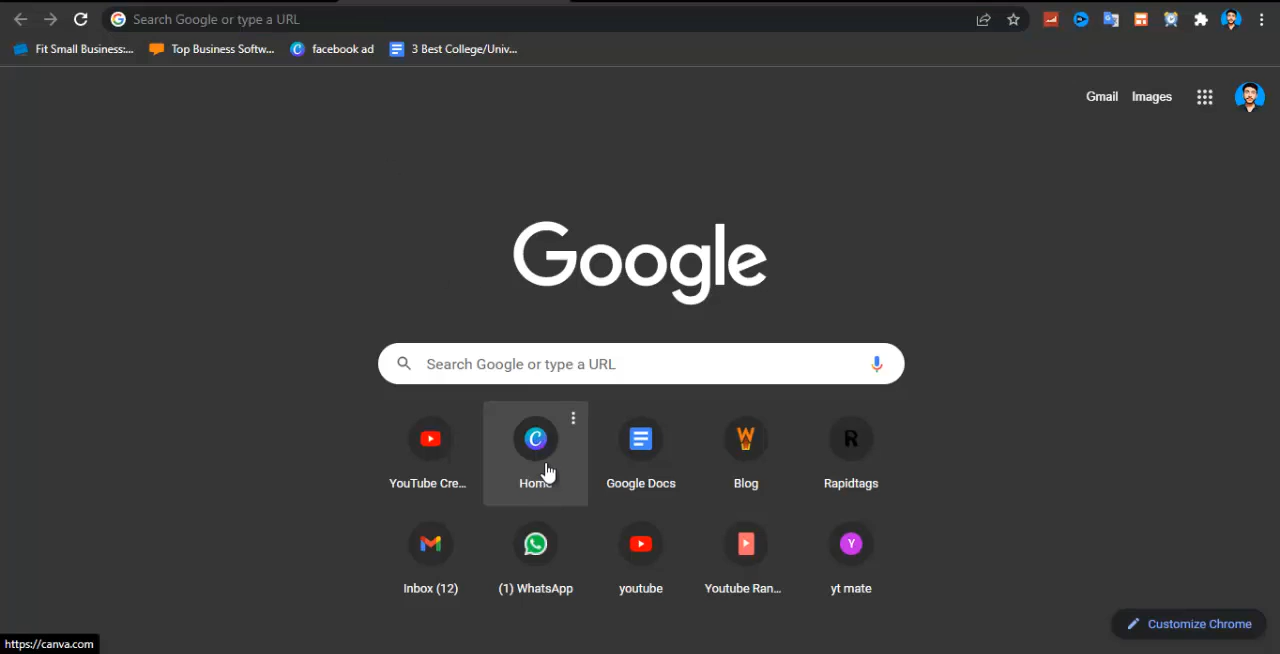 Search Google or type a URL
Fit Small Business:... Top Business Softw... facebook ad 3 Best College/Univ...
Gmail Images
Google
Search Google or type a URL
YouTube Cre... Home Google Docs Blog Rapidtags
Inbox (12) (1) WhatsApp youtube Youtube Ran... yt mate
Customize Chrome
https://canva.com